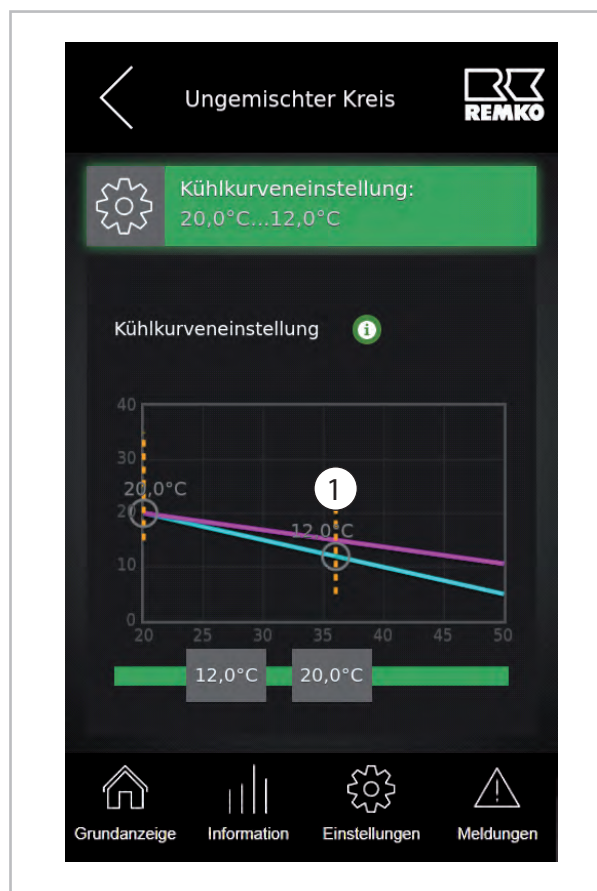 Ungemischter Kreis
REMKO
Kühlkurveneinstellung:
20,0°C...12,0°C
Kühlkurveneinstellung
i
40
30
20,0°C
1
20
12,0°C
10
0
20 25 30 35 40 45 50
12,0°C 20,0°C
Grundanzeige Information Einstellungen Meldungen